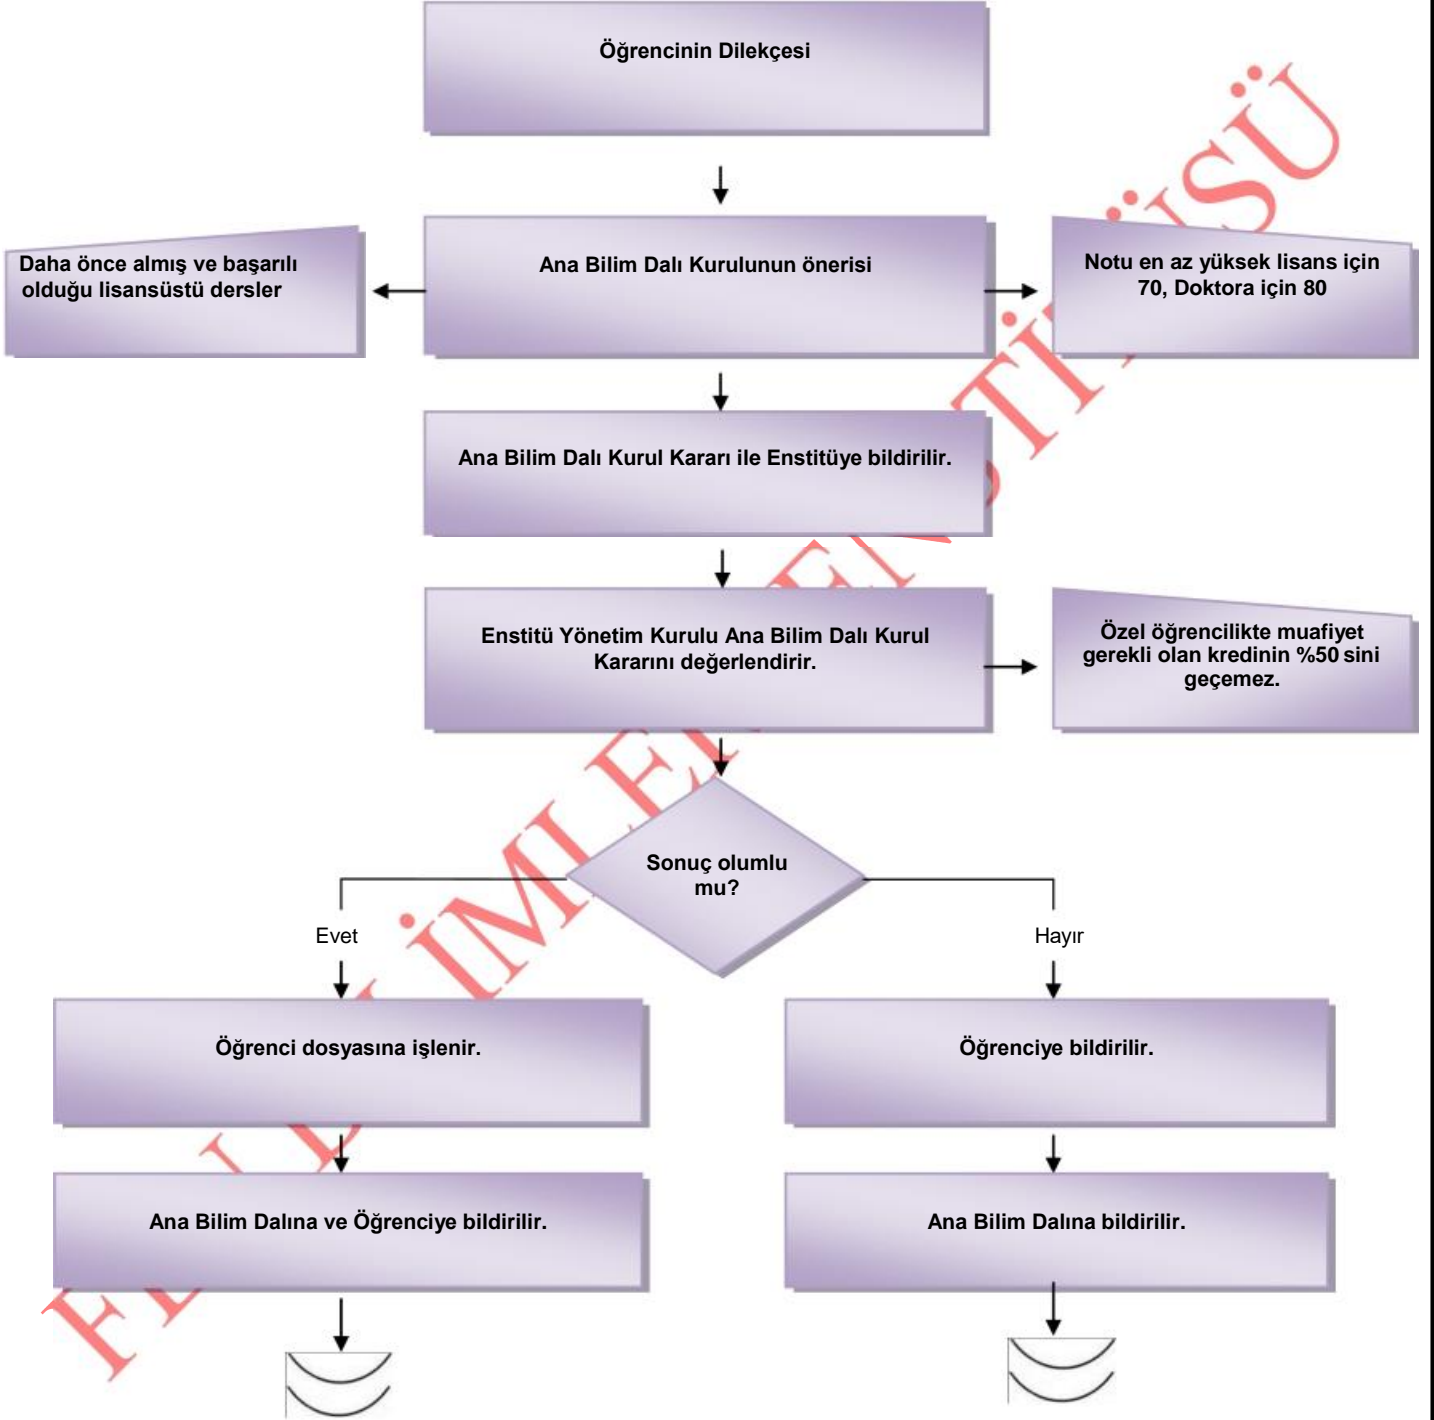 Öğrencinin Dilekçesi
Daha önce almış ve başarılı
olduğu lisansüstü dersler
Ana Bilim Dalı Kurulunun önerisi
Notu en az yüksek lisans için
70, Doktora için 80
Ana Bilim Dalı Kurul Kararı ile Enstitüye bildirilir.
Enstitü Yönetim Kurulu Ana Bilim Dalı Kurul
Kararını değerlendirir.
Özel öğrencilikte muafiyet
gerekli olan kredinin %50 sini
geçemez.
Sonuç olumlu
mu?
Evet
Hayır
Öğrenci dosyasına işlenir.
Öğrenciye bildirilir.
Ana Bilim Dalına ve Öğrenciye bildirilir.
Ana Bilim Dalına bildirilir.